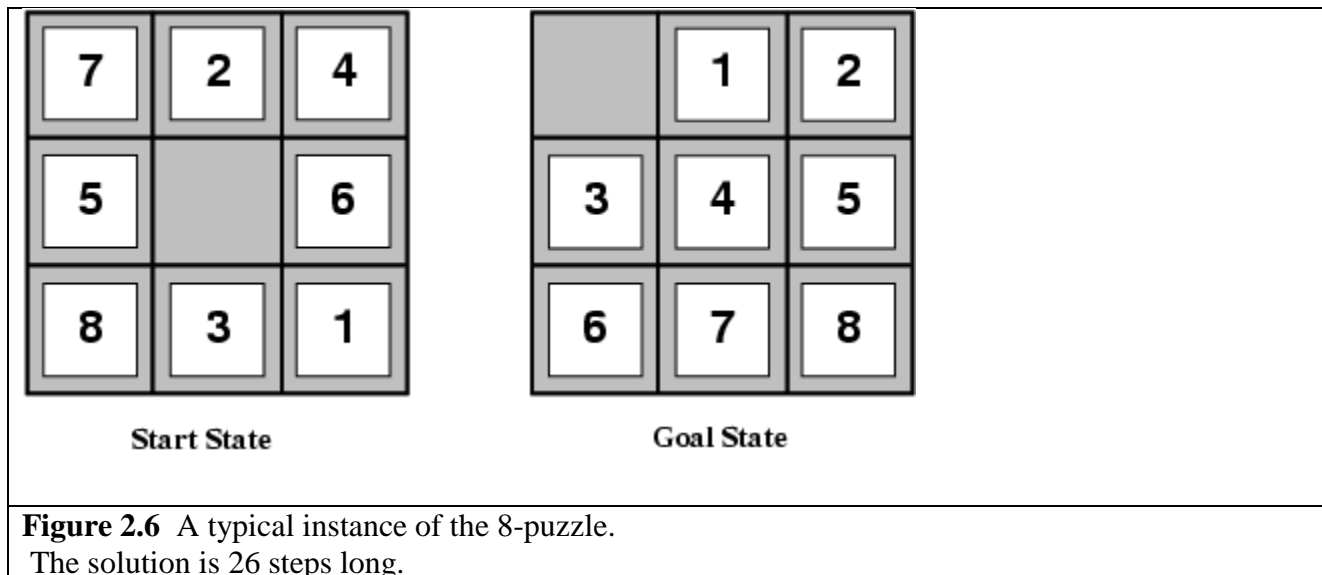 7 2 4 1 2
5 6 3 4 5
8 3 1 6 7 8
Start State Goal State
Figure 2.6 A typical instance of the 8-puzzle.
The solution is 26 steps long.